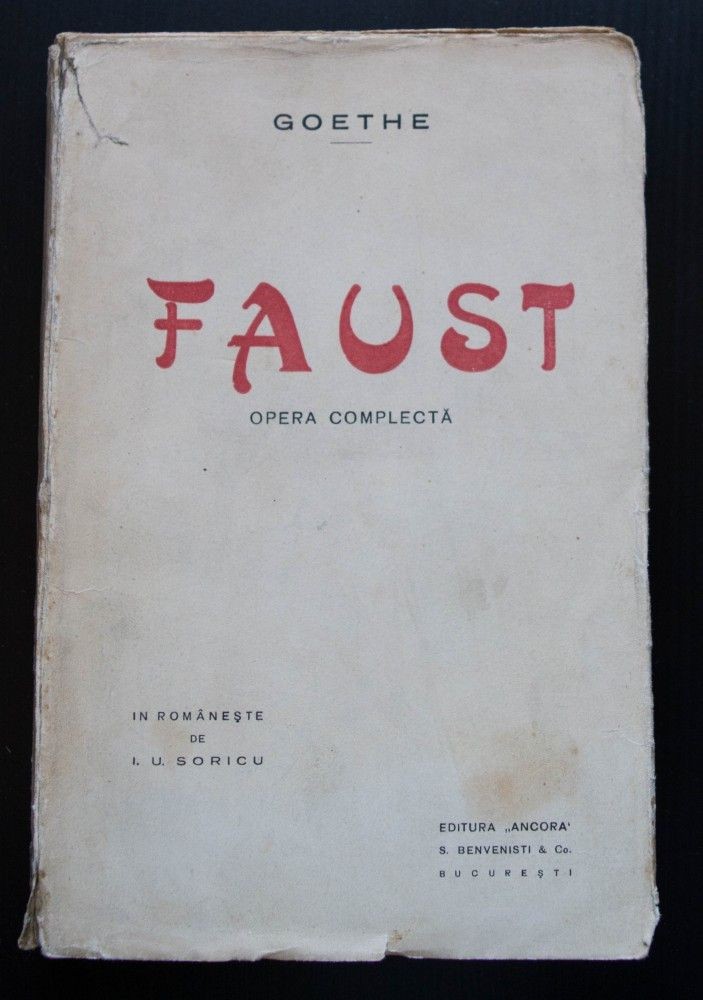 GOETHE
FAUST
OPERA COMPLECTĂ
IN ROMÂNEŞTE
DE
I. U. SORICU
EDITURA „ANCORA‘
S. BENVENISTI & Co.
BUCUREŞTI